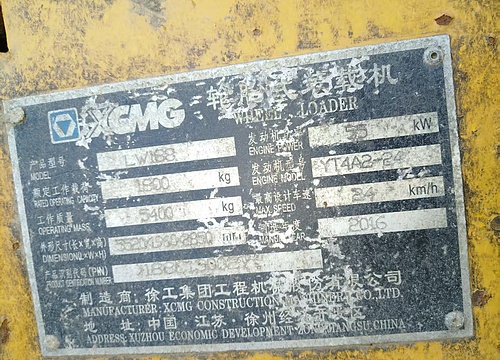 XCMG 轮胎式装载机
WHEEL LOADER
产品型号 MODEL LW188
发动机功率 ENGINE POWER 55 kW
额定工作载荷 RATED OPERATING CAPACITY 1800 kg
发动机型号 ENGINE MODEL YT4A2-24
工作质量 OPERATING MASS 5400 kg
最高设计车速 MAX. SPEED 24 km/h
外形尺寸(长×宽×高) DIMENSION(L×W×H) mm
制造年度 2016
产品识别代码(PIN) PRODUCT IDENTIFICATION NUMBER
制造商:徐工集团工程机械股份有限公司
MANUFACTURER: XCMG CONSTRUCTION MACHINERY CO.,LTD.
地 址:中国·江苏·徐州经济开发区
ADDRESS: XUZHOU ECONOMIC DEVELOPMENT ZONE, JIANGSU, CHINA